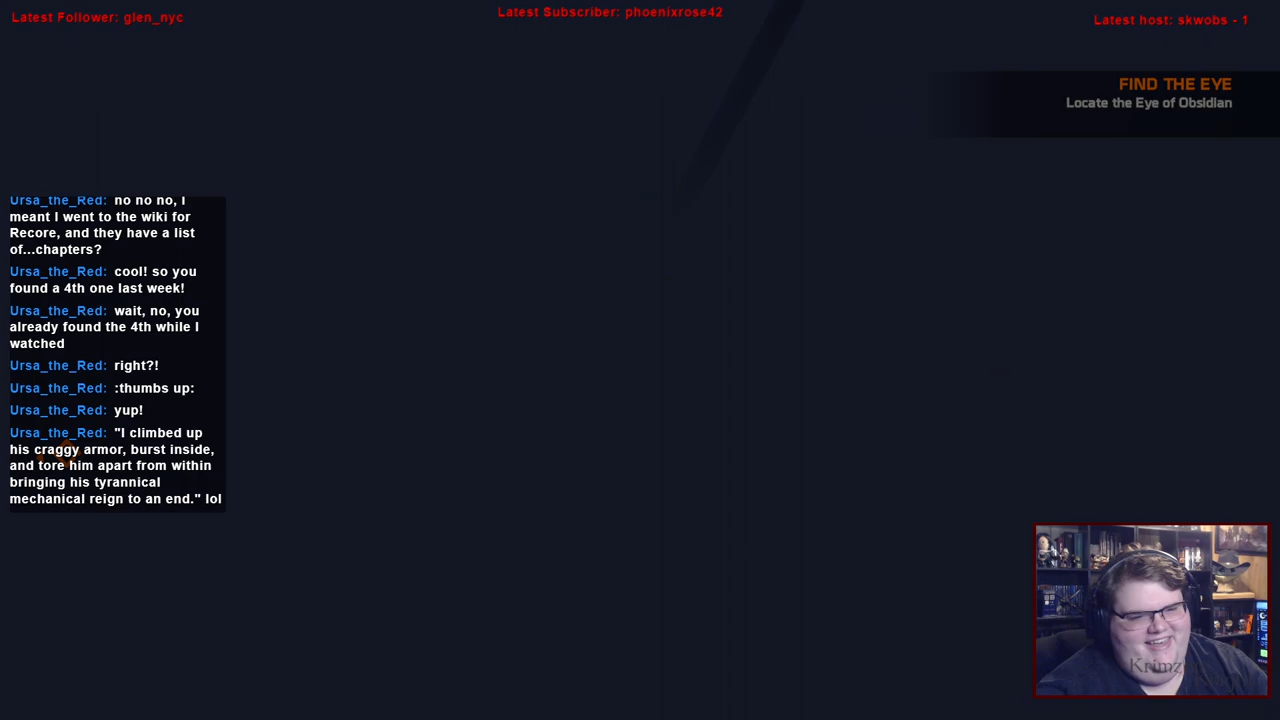 Latest Follower: glen_nyc
Latest Subscriber: phoenixrose42
Latest host: skwobs - 1
FIND THE EYE
Locate the Eye of Obsidian
Ursa_the_Red: no no no, I
meant I went to the wiki for
Recore, and they have a list
of...chapters?
Ursa_the_Red: cool! so you
found a 4th one last week!
Ursa_the_Red: wait, no, you
already found the 4th while I
watched
Ursa_the_Red: right?!
Ursa_the_Red: :thumbs up:
Ursa_the_Red: yup!
Ursa_the_Red: "I climbed up
his craggy armor, burst inside,
and tore him apart from within
bringing his tyrannical
mechanical reign to an end." lol